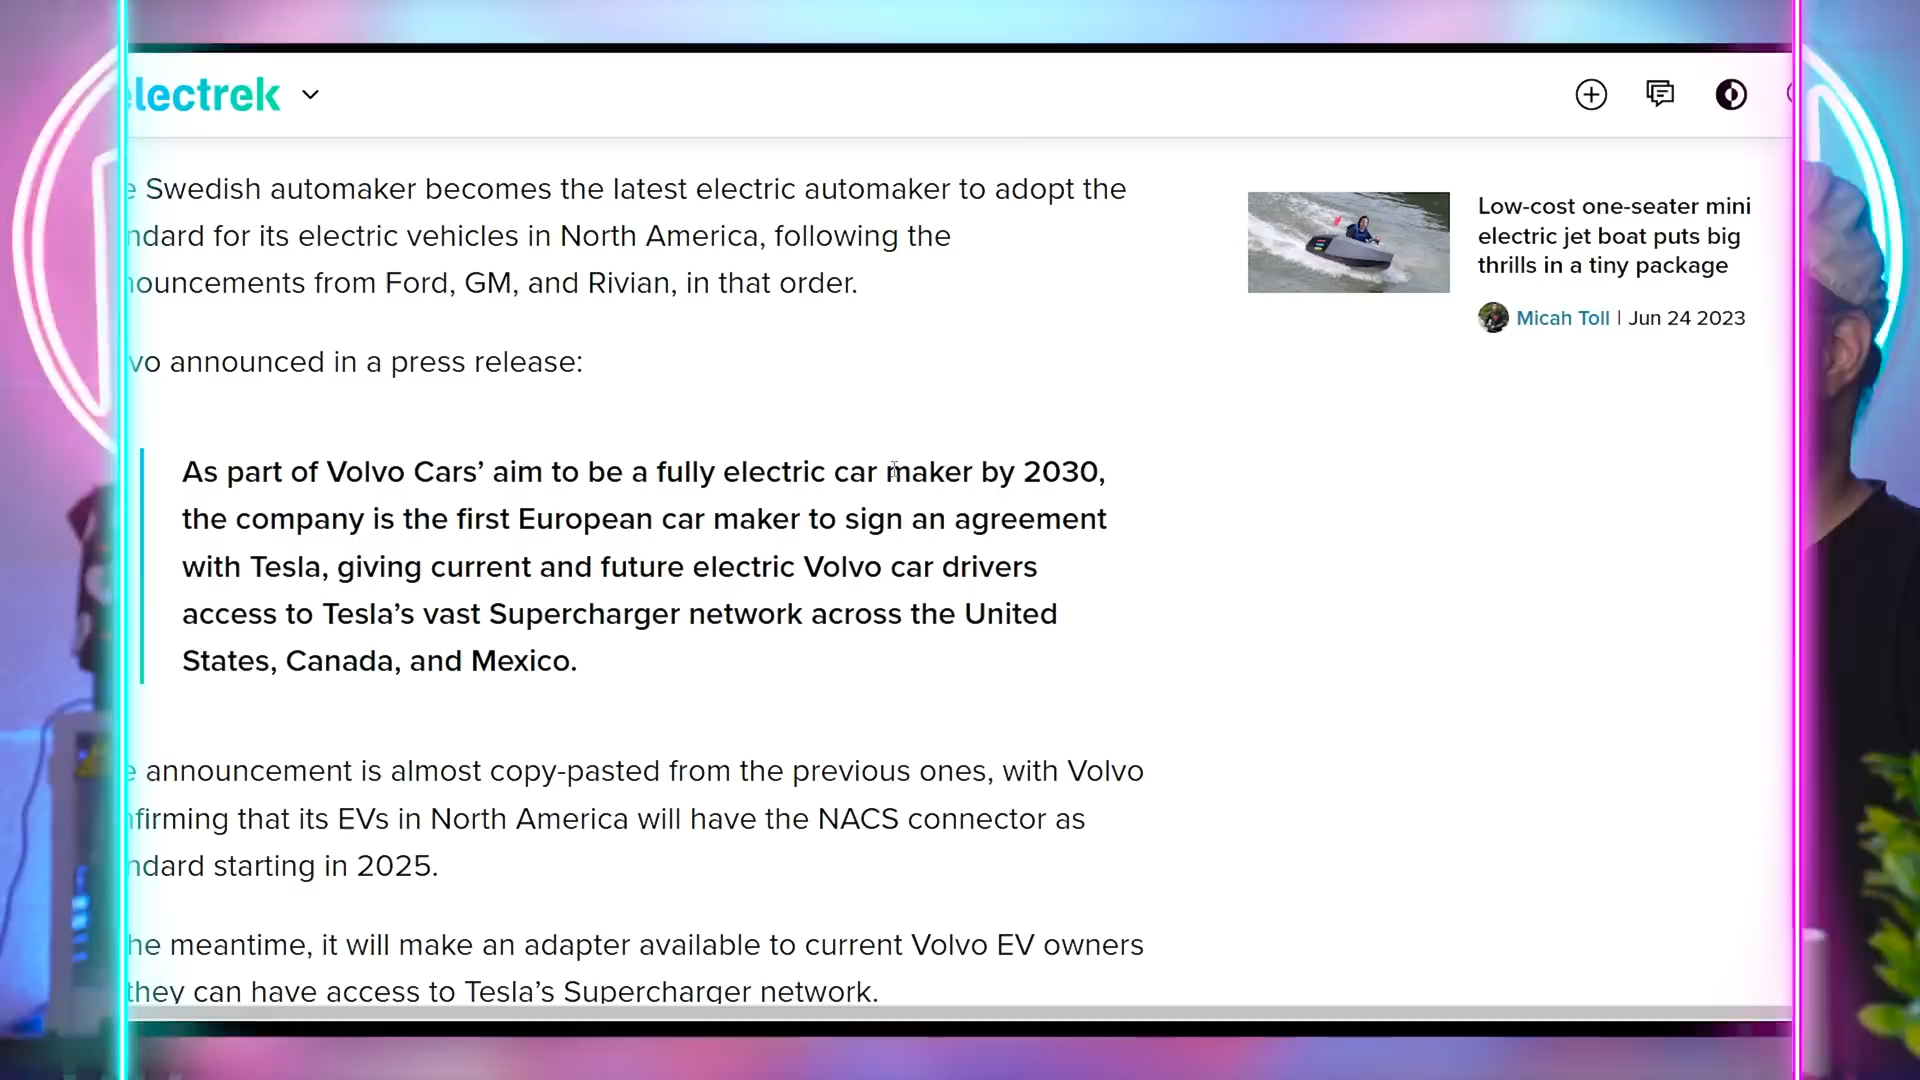 lectrek
Swedish automaker becomes the latest electric automaker to adopt the
ndard for its electric vehicles in North America, following the
nouncements from Ford, GM, and Rivian, in that order.
vo announced in a press release:
As part of Volvo Cars’ aim to be a fully electric car maker by 2030,
the company is the first European car maker to sign an agreement
with Tesla, giving current and future electric Volvo car drivers
access to Tesla’s vast Supercharger network across the United
States, Canada, and Mexico.
announcement is almost copy-pasted from the previous ones, with Volvo
firming that its EVs in North America will have the NACS connector as
ndard starting in 2025.
he meantime, it will make an adapter available to current Volvo EV owners
they can have access to Tesla’s Supercharger network.
Low-cost one-seater mini
electric jet boat puts big
thrills in a tiny package
Micah Toll | Jun 24 2023